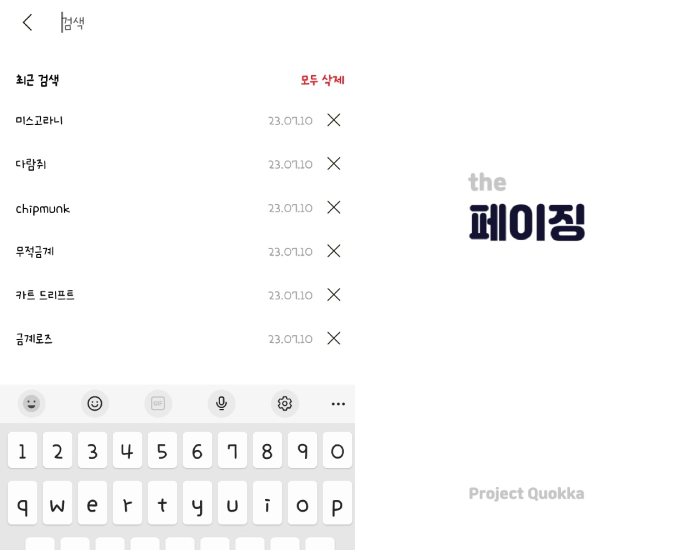 검색
최근 검색 모두 삭제
미스고라니 23.07.10
다람쥐 23.07.10
chipmunk 23.07.10
무적금계 23.07.10
카트 드리프트 23.07.10
금계로즈 23.07.10
GIF
1 2 3 4 5 6 7 8 9 0
q w e r t y u i o p
the
페이징
Project Quokka